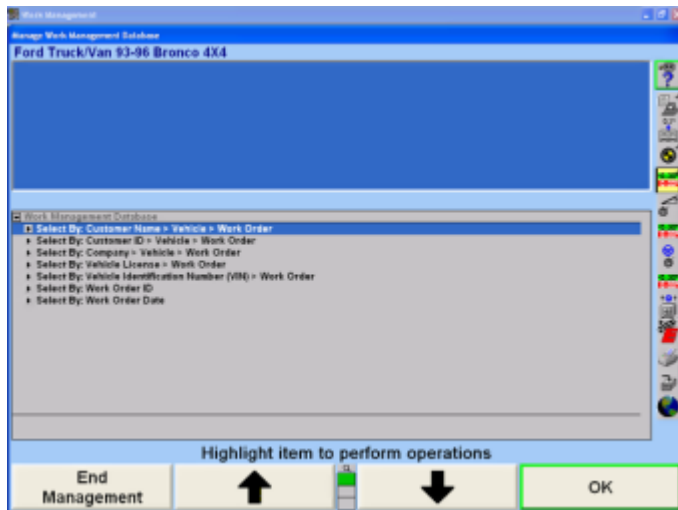 Work Management
Manage Work Management Database
Ford Truck/Van 93-96 Bronco 4X4
Work Management Database
Select By: Customer Name > Vehicle > Work Order
Select By: Customer ID > Vehicle > Work Order
Select By: Company > Vehicle > Work Order
Select By: Vehicle License > Work Order
Select By: Vehicle Identification Number (VIN) > Work Order
Select By: Work Order ID
Select By: Work Order Date
Highlight item to perform operations
End
Management
OK